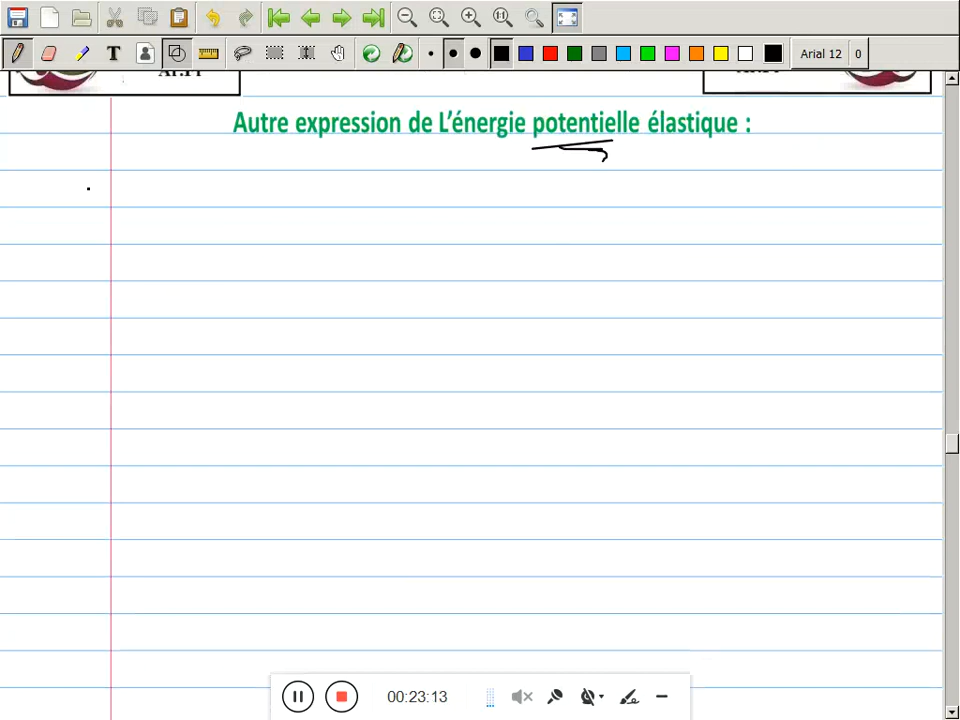 T
Arial 12
0
Autre expression de L'énergie potentielle élastique :
00:23:13